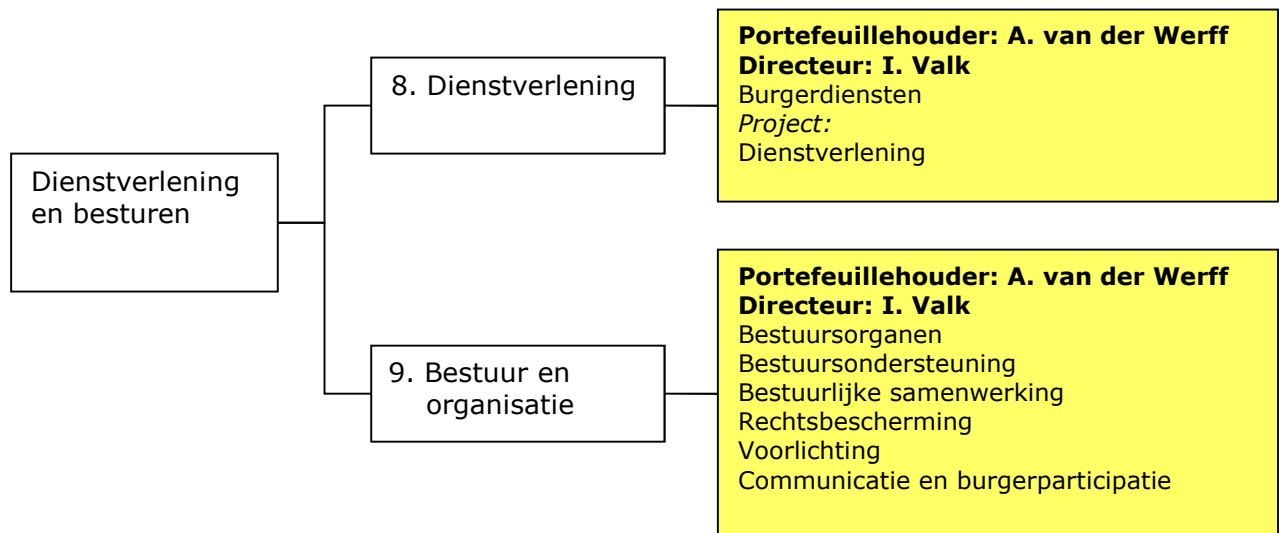 Dienstverlening
en besturen
8. Dienstverlening
Portefeuillehouder: A. van der Werff
Directeur: I. Valk
Burgerdiensten
Project:
Dienstverlening
9. Bestuur en
organisatie
Portefeuillehouder: A. van der Werff
Directeur: I. Valk
Bestuursorganen
Bestuursondersteuning
Bestuurlijke samenwerking
Rechtsbescherming
Voorlichting
Communicatie en burgerparticipatie